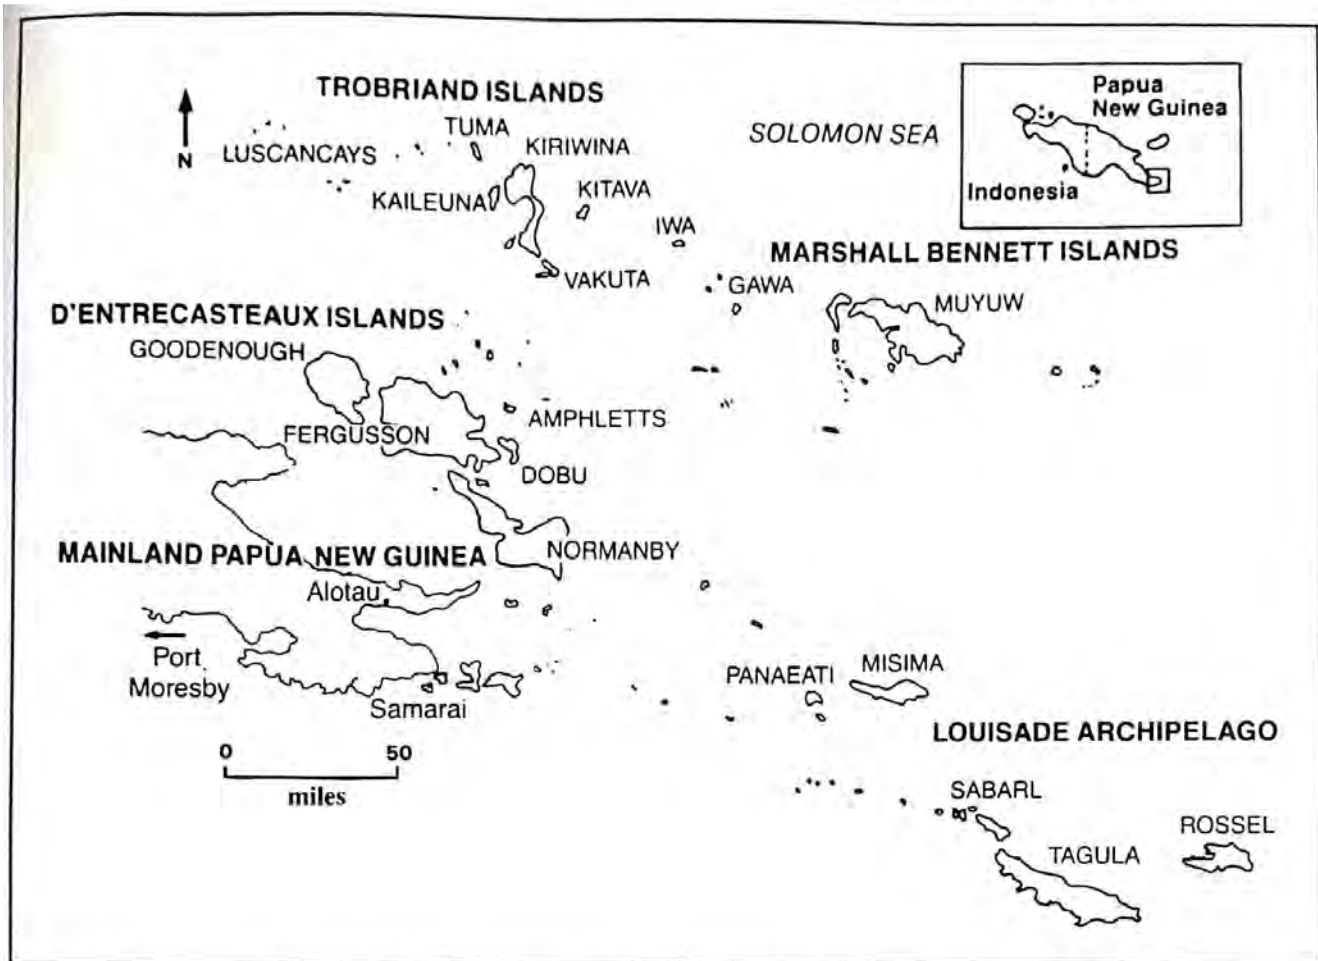 TROBRIAND ISLANDS
N
LUSCANCAYS
TUMA
KIRIWINA
KAILEUNA
KITAVA
IWA
VAKUTA
SOLOMON SEA
Papua
New Guinea
Indonesia
MARSHALL BENNETT ISLANDS
GAWA
MUYUW
D'ENTRECASTEAUX ISLANDS
GOODENOUGH
FERGUSSON
AMPHLETTS
DOBU
NORMANBY
MAINLAND PAPUA NEW GUINEA
Alotau
Port
Moresby
Samarai
0 50
miles
PANAEATI
MISIMA
LOUISADE ARCHIPELAGO
SABARL
TAGULA
ROSSEL